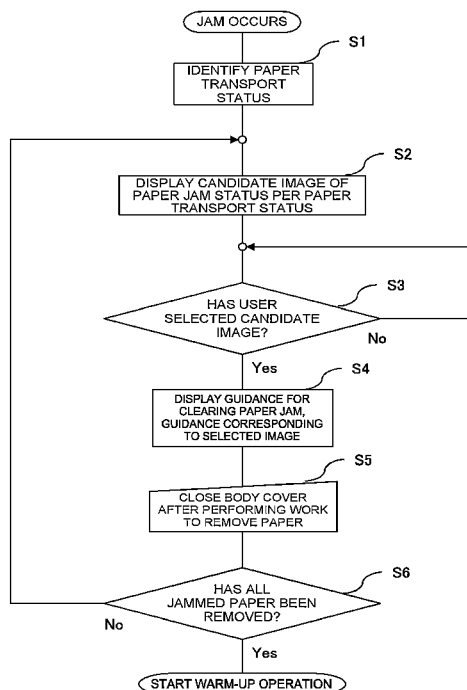 JAM OCCURS
S1
IDENTIFY PAPER
TRANSPORT
STATUS
S2
DISPLAY CANDIDATE IMAGE OF
PAPER JAM STATUS PER PAPER
TRANSPORT STATUS
S3
HAS USER
SELECTED CANDIDATE
IMAGE?
No
Yes
S4
DISPLAY GUIDANCE FOR
CLEARING PAPER JAM,
GUIDANCE CORRESPONDING
TO SELECTED IMAGE
S5
CLOSE BODY COVER
AFTER PERFORMING WORK
TO REMOVE PAPER
S6
HAS ALL
JAMMED PAPER BEEN
REMOVED?
No
Yes
START WARM-UP OPERATION